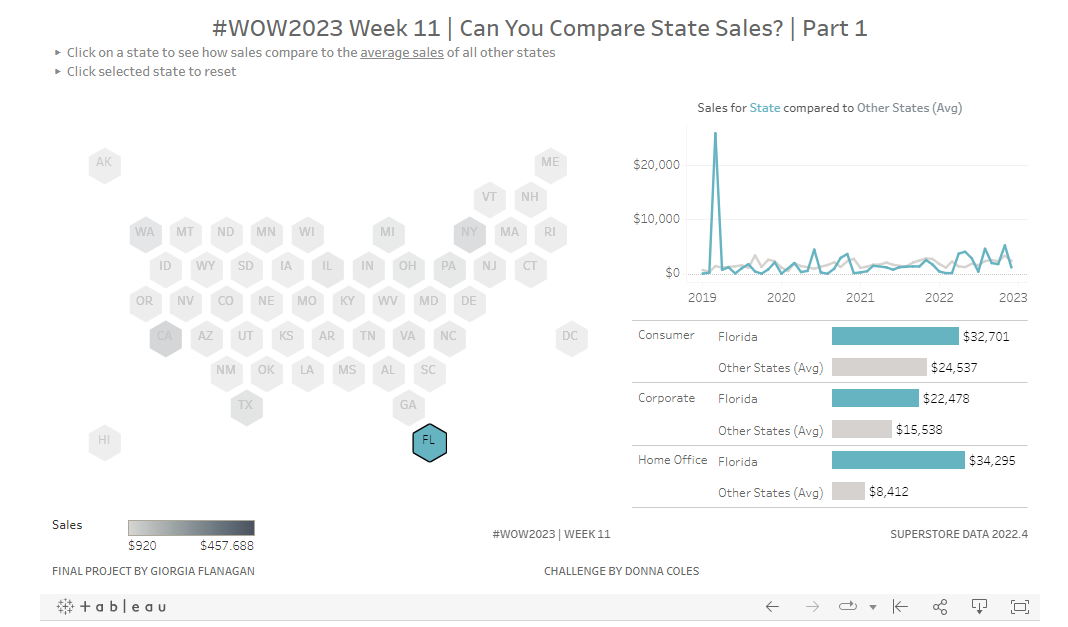 #WOW2023 Week 11 | Can You Compare State Sales? | Part 1
▸ Click on a state to see how sales compare to the average sales of all other states
▸ Click selected state to reset
Sales for State compared to Other States (Avg)
AK
ME
VT NH
WA MT ND MN WI MI NY MA RI
ID WY SD IA IL IN OH PA NJ CT
OR NV CO NE MO KY WV MD DE
CA AZ UT KS AR TN VA NC DC
NM OK LA MS AL SC
TX GA
HI FL
$20,000
$10,000
$0
2019 2020 2021 2022 2023
Consumer Florida $32,701
Other States (Avg) $24,537
Corporate Florida $22,478
Other States (Avg) $15,538
Home Office Florida $34,295
Other States (Avg) $8,412
Sales
$920 $457,688
#WOW2023 | WEEK 11
SUPERSTORE DATA 2022.4
FINAL PROJECT BY GIORGIA FLANAGAN
CHALLENGE BY DONNA COLES
+ a b | e a u